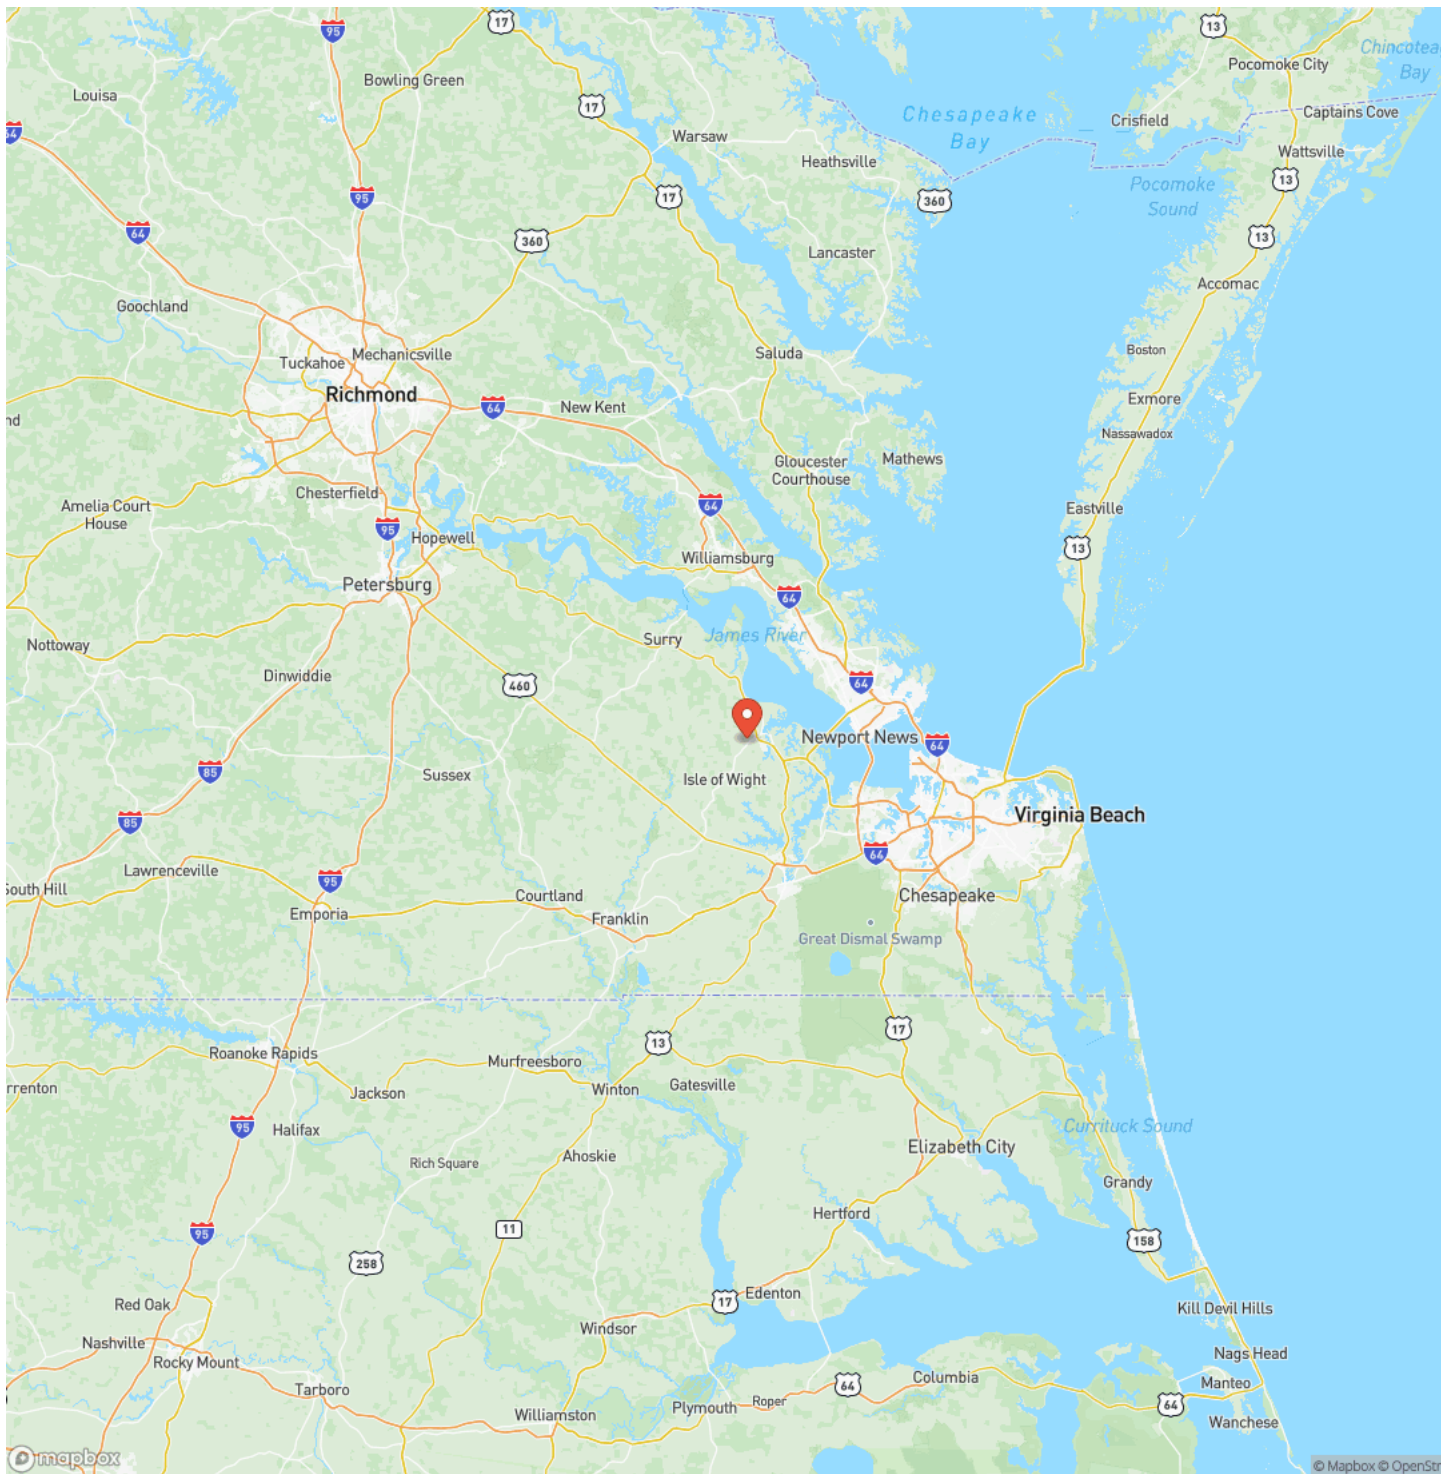 17
13
95
Pocomoke City
Chincotea
Bay
Bowling Green
Louisa
17
Chesapeake
Bay
Crisfield
Captains Cove
64
Warsaw
Wattsville
Heathsville
13
Pocomoke
Sound
95
17
360
64
360
13
Lancaster
Accomac
Goochland
Boston
Saluda
Mechanicsville
Tuckahoe
Richmond
Exmore
64
New Kent
nd
Nassawadox
Mathews
Gloucester
Courthouse
Chesterfield
64
Amelia Court
House
Eastville
95
Hopewell
13
Williamsburg
Petersburg
64
James River
Surry
Nottoway
Dinwiddie
64
460
Newport News
64
85
Sussex
Isle of Wight
85
Virginia Beach
64
Lawrenceville
95
South Hill
Courtland
Chesapeake
Emporia
Franklin
Great Dismal Swamp
17
13
Roanoke Rapids
Murfreesboro
rrenton
Jackson
Winton
Gatesville
95
Halifax
Currituck Sound
Elizabeth City
Ahoskie
Rich Square
Grandy
Hertford
95
11
158
258
Edenton
17
Red Oak
Kill Devil Hills
Windsor
Nashville
Nags Head
Rocky Mount
Columbia
Manteo
64
Tarboro
Roper
64
Plymouth
Williamston
Wanchese
mapbox
© Mapbox © OpenStr